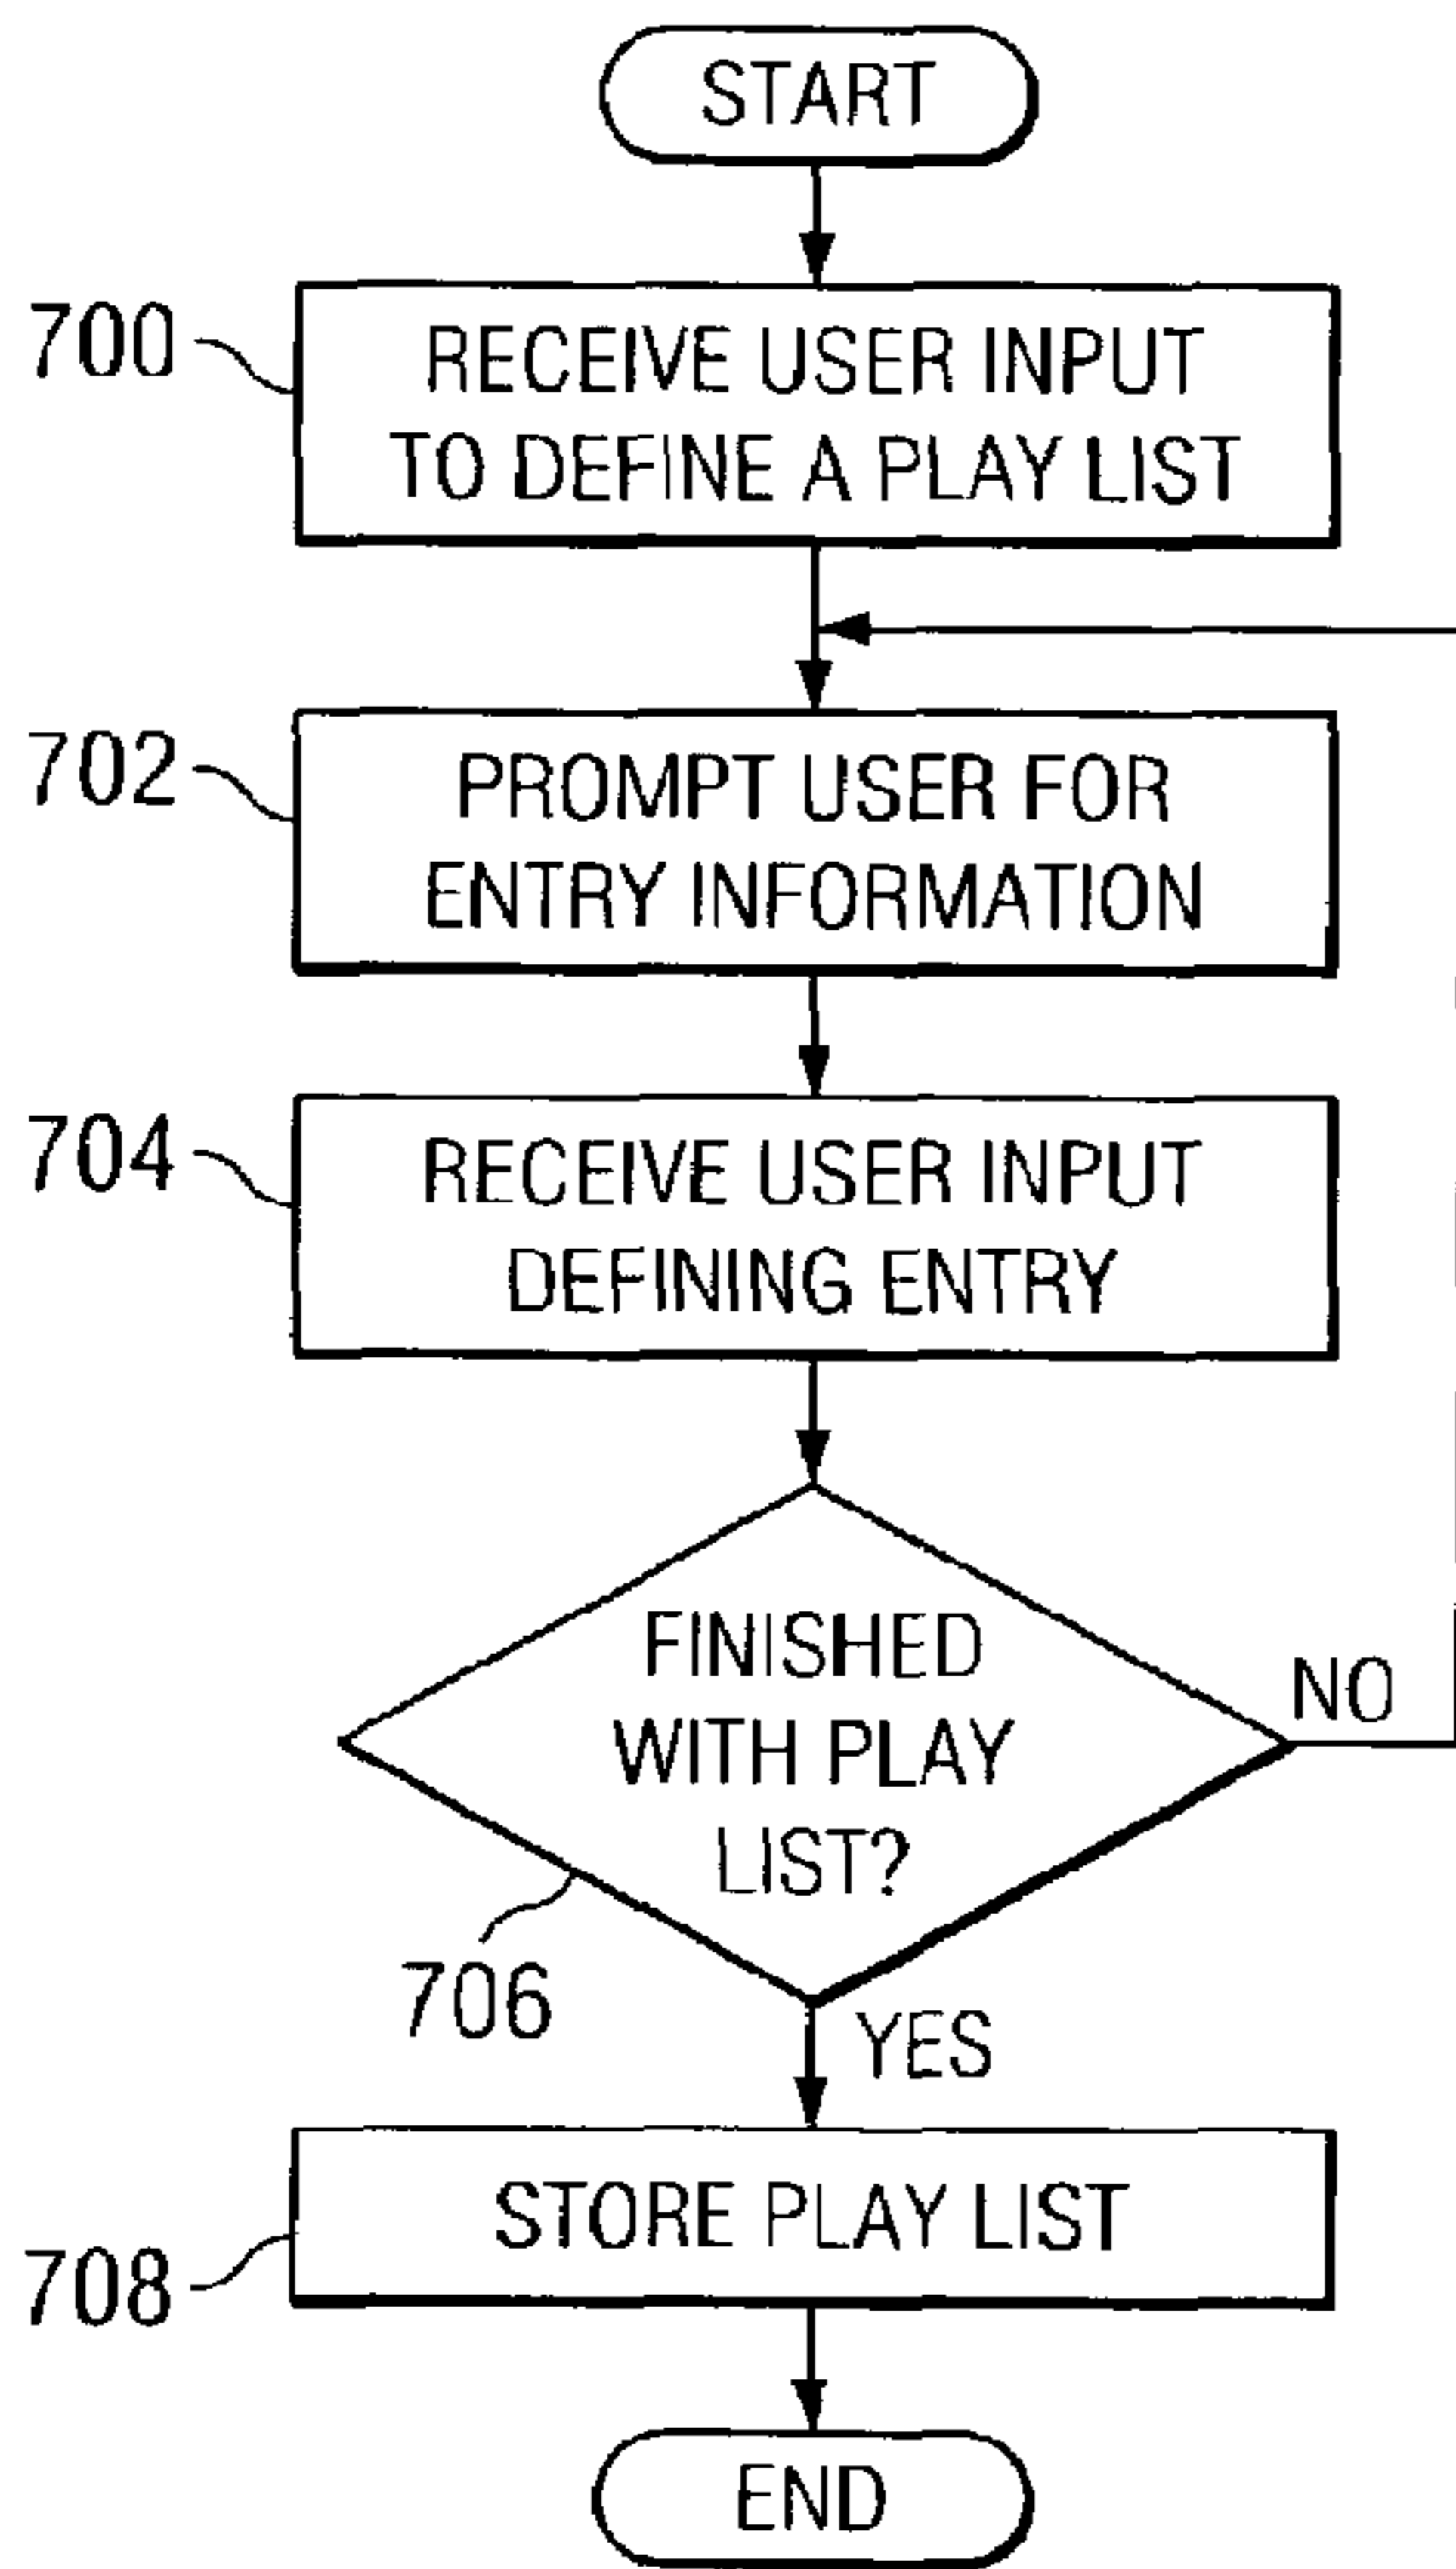 START
700
RECEIVE USER INPUT
TO DEFINE A PLAY LIST
702
PROMPT USER FOR
ENTRY INFORMATION
704
RECEIVE USER INPUT
DEFINING ENTRY
FINISHED
WITH PLAY
LIST?
NO
706
YES
STORE PLAY LIST
708
END